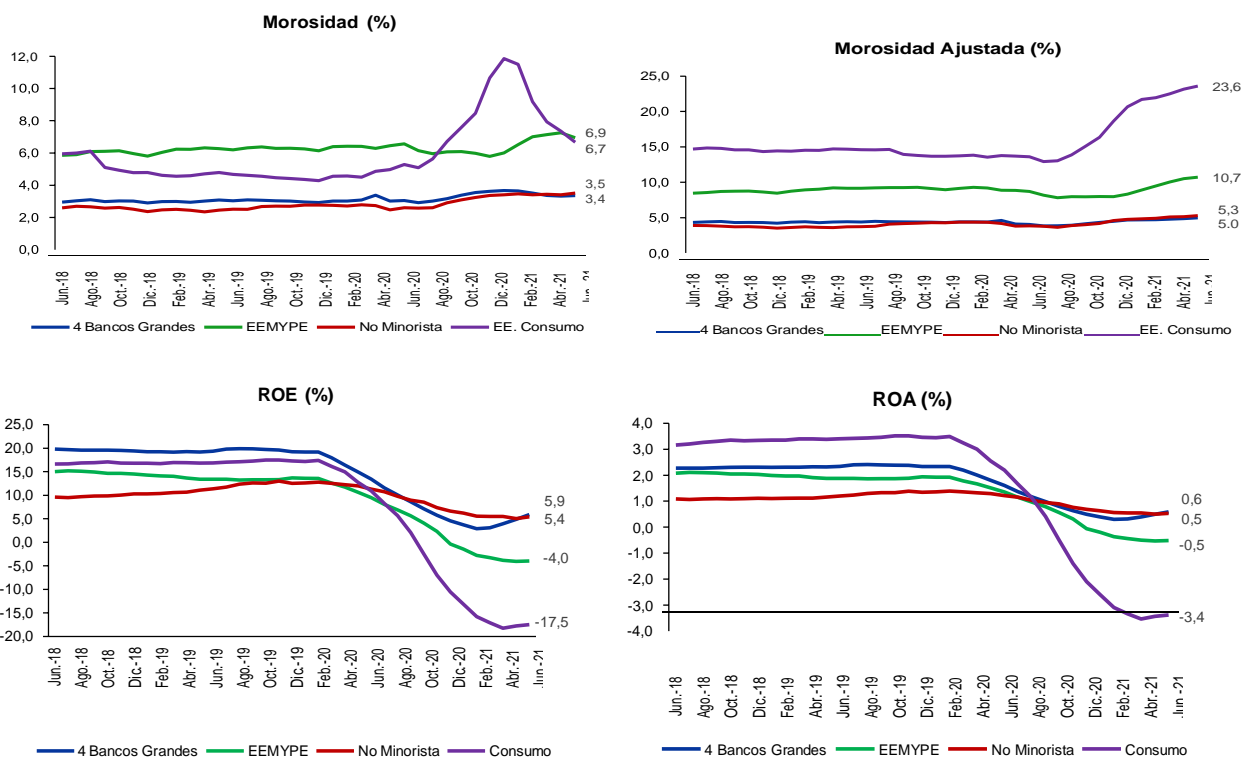 Morosidad (%)
12,0
10,0
8,0
6,0
4,0
2,0
0,0
6,9
6,7
3,5
3,4
Jun.-18
Ago.-18
Oct.-18
Dic.-18
Feb.-19
Abr.-19
Jun.-19
Ago.-19
Oct.-19
Dic.-19
Feb.-20
Abr.-20
Jun.-20
Ago.-20
Oct.-20
Dic.-20
Feb.-21
Abr.-21
4 Bancos Grandes EEMYPE No Minorista EE. Consumo
Morosidad Ajustada (%)
25,0
20,0
15,0
10,0
5,0
0,0
23,6
10,7
5,3
5.0
Jun.-18
Ago.-18
Oct.-18
Dic.-18
Feb.-19
Abr.-19
Jun.-19
Ago.-19
Oct.-19
Dic.-19
Feb.-20
Abr.-20
Jun.-20
Ago.-20
Oct.-20
Dic.-20
Feb.-21
Abr.-21
4 Bancos Grandes EEMYPE No Minorista EE. Consumo
ROE (%)
25,0
20,0
15,0
10,0
5,0
0,0
-5,0
-10,0
-15,0
-20,0
5,9
5,4
-4,0
-17,5
Jun.-18
Ago.-18
Oct.-18
Dic.-18
Feb.-19
Abr.-19
Jun.-19
Ago.-19
Oct.-19
Dic.-19
Feb.-20
Abr.-20
Jun.-20
Ago.-20
Oct.-20
Dic.-20
Feb.-21
Abr.-21
Jun.-21
4 Bancos Grandes EEMYPE No Minorista Consumo
ROA (%)
4,0
3,0
2,0
1,0
0,0
-1,0
-2,0
-3,0
-4,0
0,6
0,5
-0,5
-3,4
Jun.-18
Ago.-18
Oct.-18
Dic.-18
Feb.-19
Abr.-19
Jun.-19
Ago.-19
Oct.-19
Dic.-19
Feb.-20
Abr.-20
Jun.-20
Ago.-20
Oct.-20
Dic.-20
Feb.-21
Abr.-21
Jun.-21
4 Bancos Grandes EEMYPE No Minorista Consumo